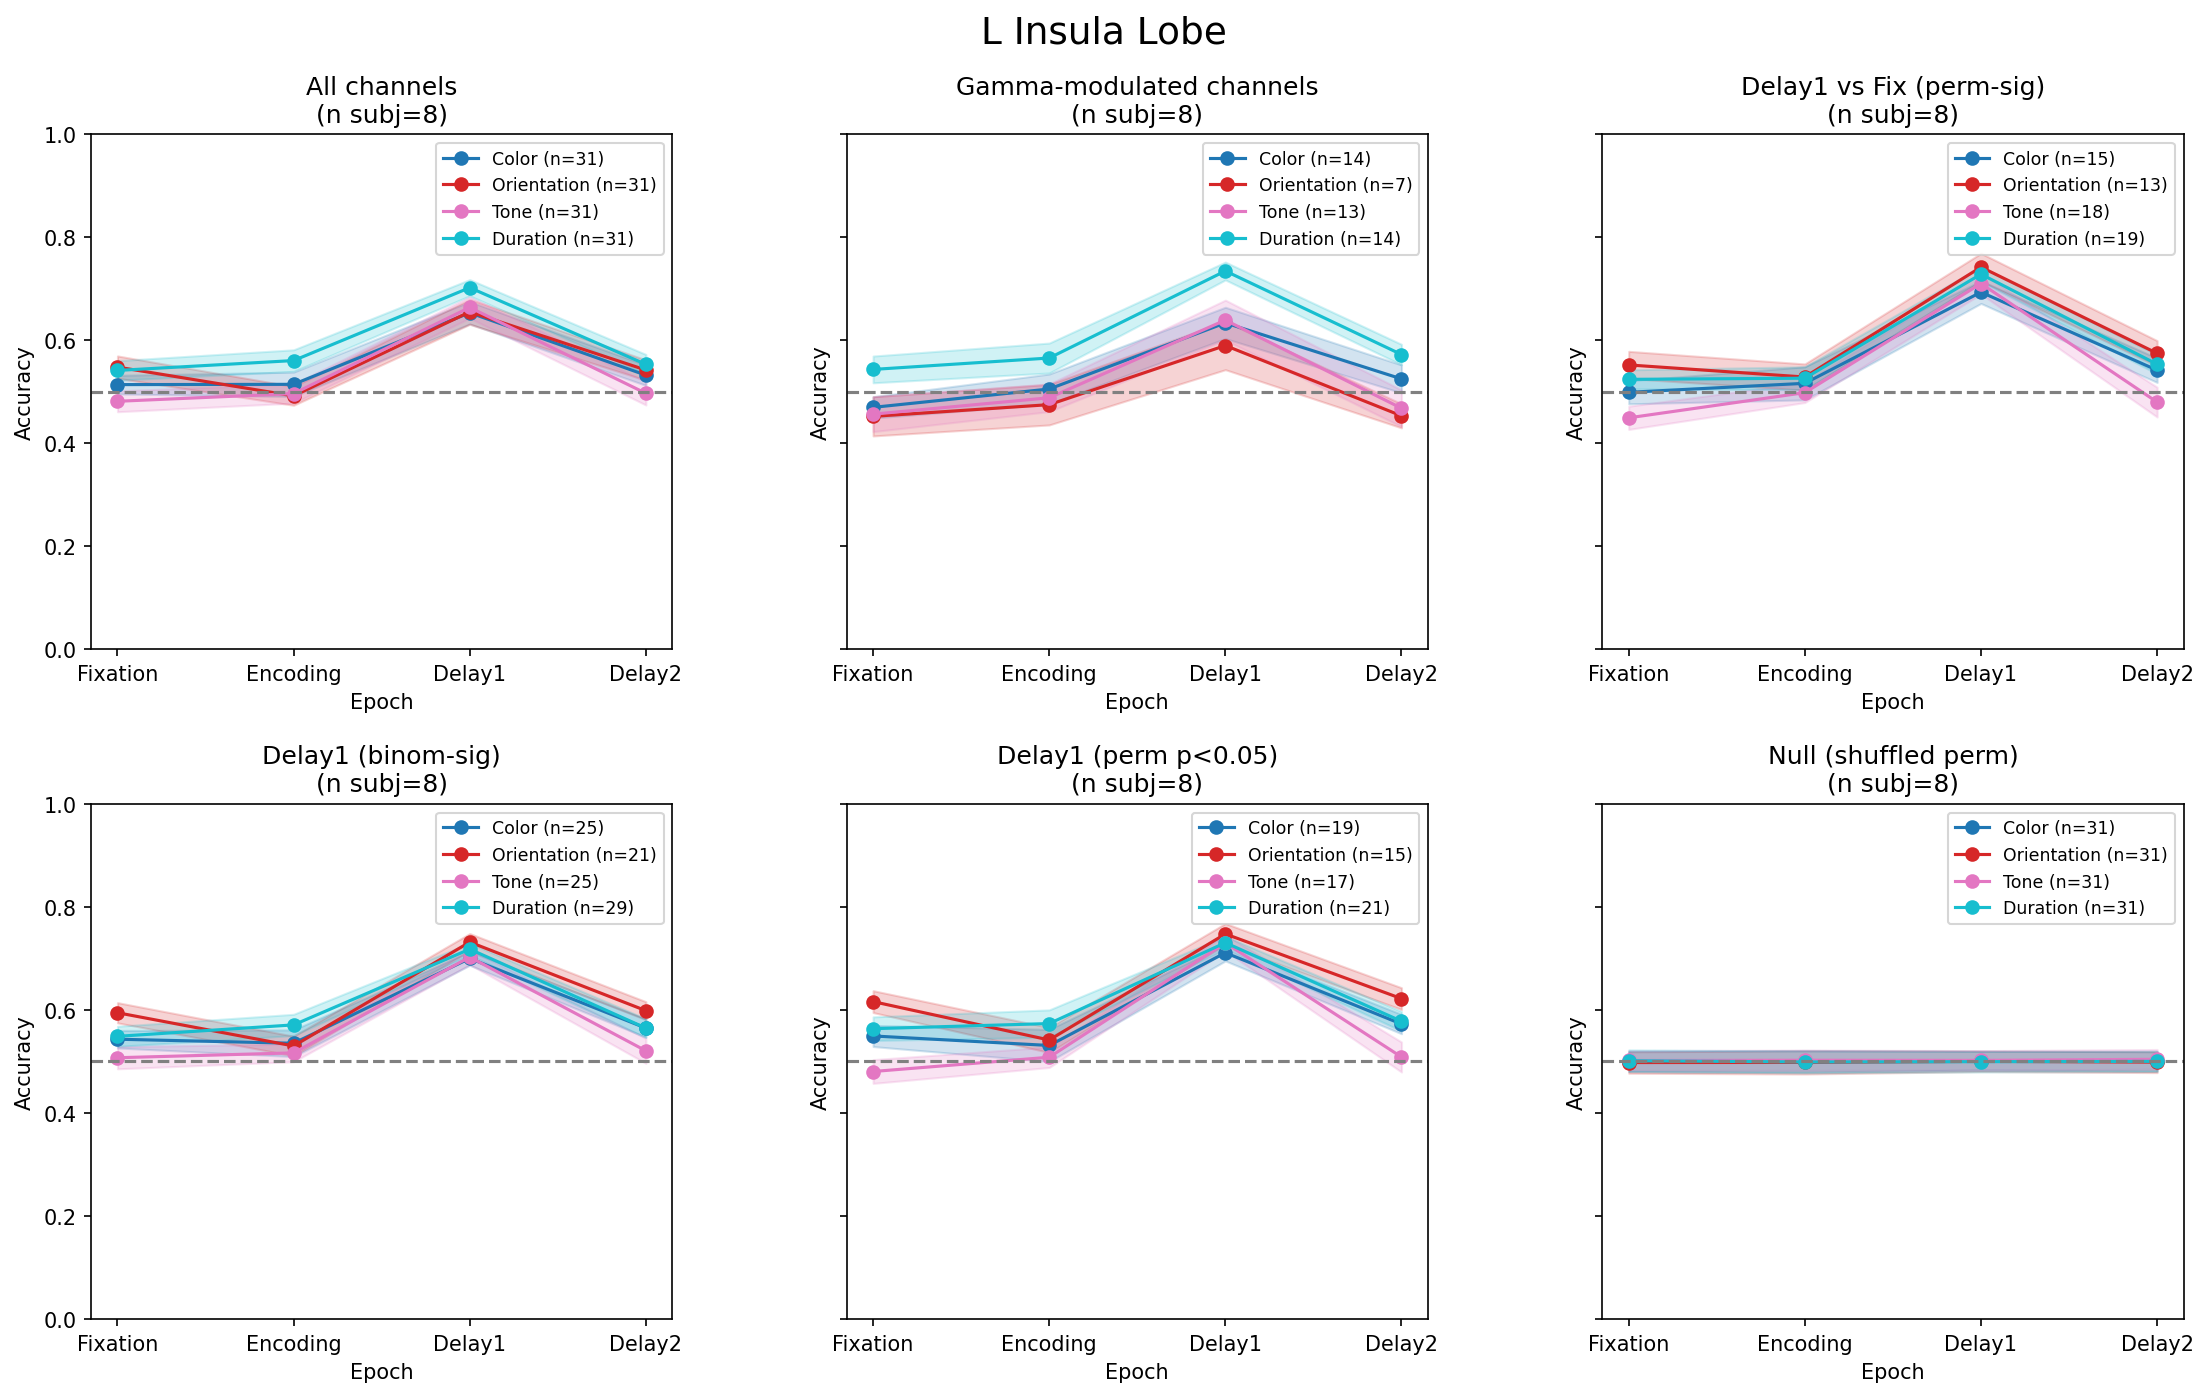 L Insula Lobe
All channels
(n subj=8)
1.0
0.8
0.6
0.4
0.2
0.0
Accuracy
Color (n=31)
Orientation (n=31)
Tone (n=31)
Duration (n=31)
Fixation Encoding Delay1 Delay2
Epoch
Gamma-modulated channels
(n subj=8)
Accuracy
Color (n=14)
Orientation (n=7)
Tone (n=13)
Duration (n=14)
Fixation Encoding Delay1 Delay2
Epoch
Delay1 vs Fix (perm-sig)
(n subj=8)
Accuracy
Color (n=15)
Orientation (n=13)
Tone (n=18)
Duration (n=19)
Fixation Encoding Delay1 Delay2
Epoch
Delay1 (binom-sig)
(n subj=8)
1.0
0.8
0.6
0.4
0.2
0.0
Accuracy
Color (n=25)
Orientation (n=21)
Tone (n=25)
Duration (n=29)
Fixation Encoding Delay1 Delay2
Epoch
Delay1 (perm p<0.05)
(n subj=8)
Accuracy
Color (n=19)
Orientation (n=15)
Tone (n=17)
Duration (n=21)
Fixation Encoding Delay1 Delay2
Epoch
Null (shuffled perm)
(n subj=8)
Accuracy
Color (n=31)
Orientation (n=31)
Tone (n=31)
Duration (n=31)
Fixation Encoding Delay1 Delay2
Epoch